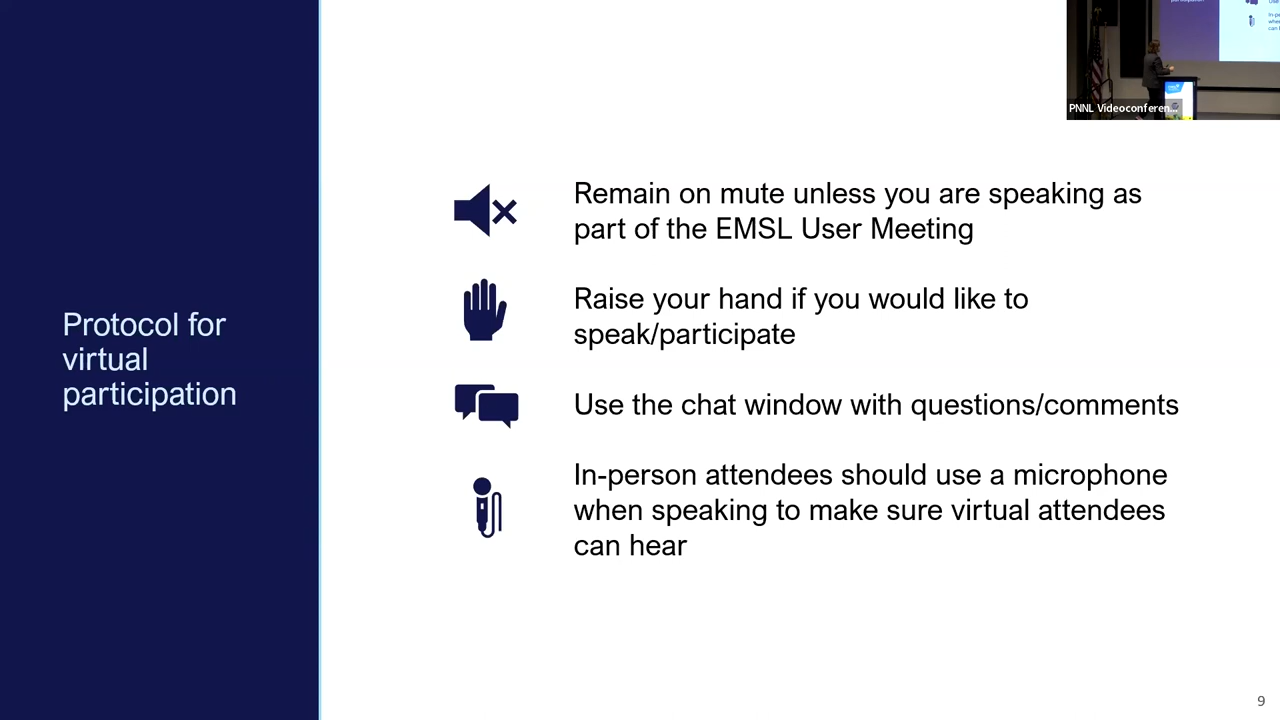 Protocol for
virtual
participation
Remain on mute unless you are speaking as
part of the EMSL User Meeting
Raise your hand if you would like to
speak/participate
Use the chat window with questions/comments
In-person attendees should use a microphone
when speaking to make sure virtual attendees
can hear
PNNL Videoconferen...
9